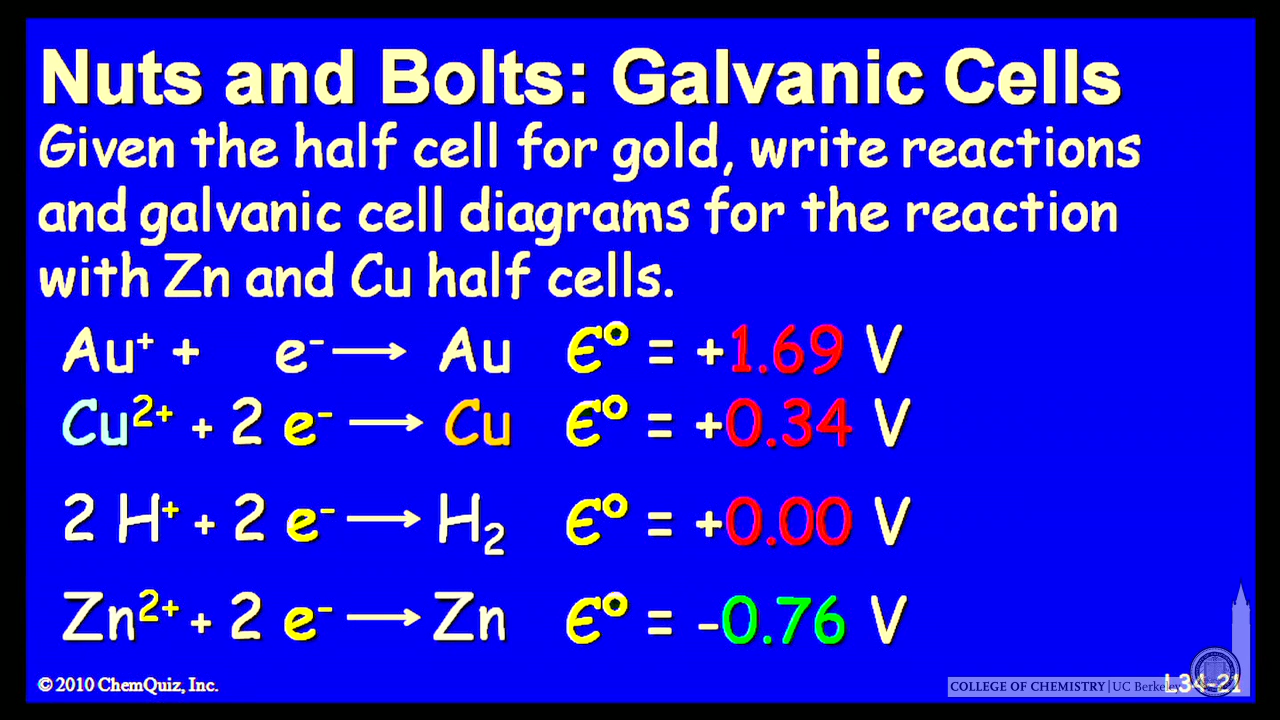 Nuts and Bolts: Galvanic Cells
Given the half cell for gold, write reactions
and galvanic cell diagrams for the reaction
with Zn and Cu half cells.
Au⁺ + e⁻ ⟶ Au Є° = +1.69 V
Cu²⁺ + 2 e⁻ ⟶ Cu Є° = +0.34 V
2 H⁺ + 2 e⁻ ⟶ H₂ Є° = +0.00 V
Zn²⁺ + 2 e⁻ ⟶ Zn Є° = -0.76 V
© 2010 ChemQuiz, Inc.
COLLEGE OF CHEMISTRY | UC Berkeley
L34-21